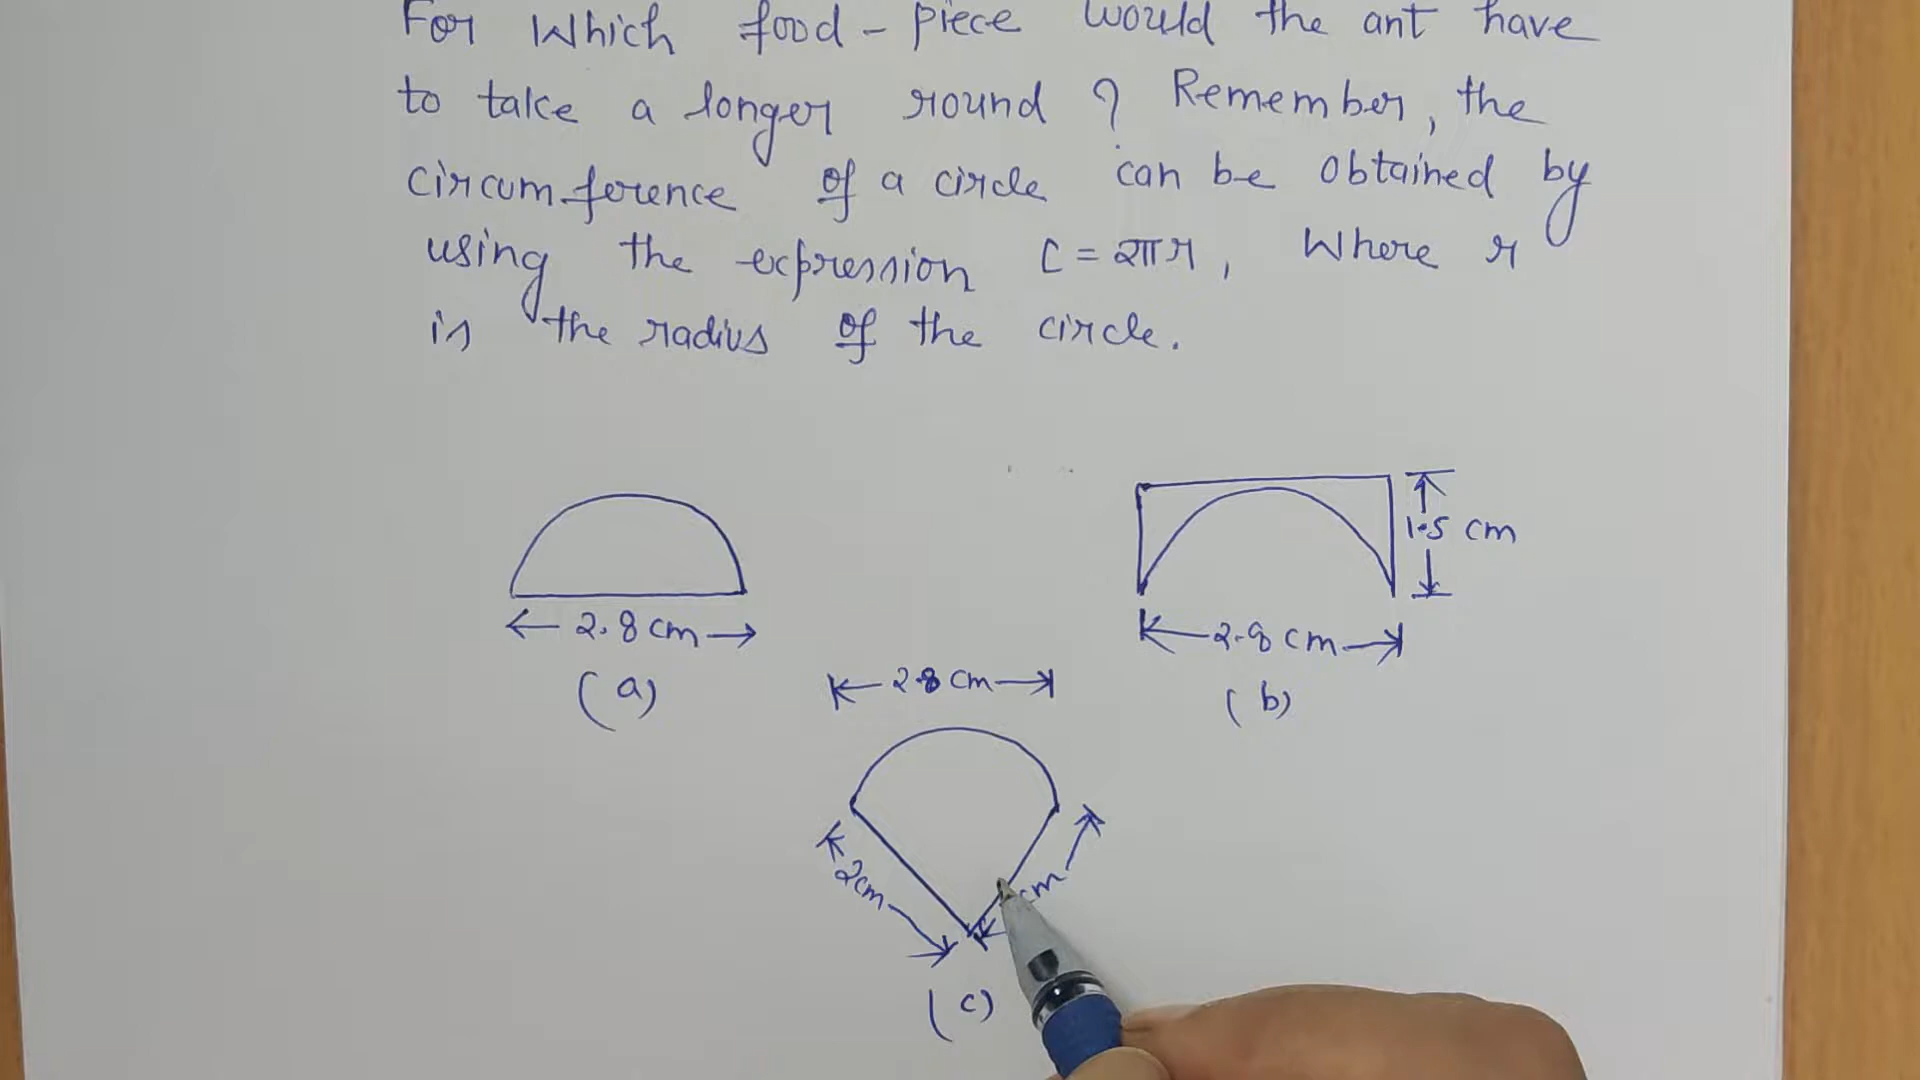 For Which food - piece would the ant have
to take a longer round ? Remember, the
circumference of a circle can be obtained by
using the expression C = 2πr, Where r
is the radius of the circle.
1.5 cm
2.8 cm
2.8 cm
(a)
2.8 cm
(b)
2cm
cm
(c)